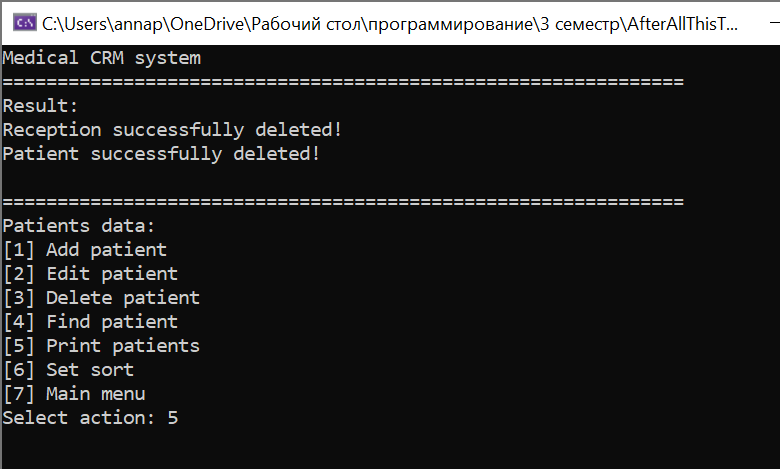 C:\Users\annap\OneDrive\Рабочий стол\программирование\3 семестр\AfterAllThisT...
Medical CRM system
==============================================================
Result:
Reception successfully deleted!
Patient successfully deleted!
==============================================================
Patients data:
[1] Add patient
[2] Edit patient
[3] Delete patient
[4] Find patient
[5] Print patients
[6] Set sort
[7] Main menu
Select action: 5